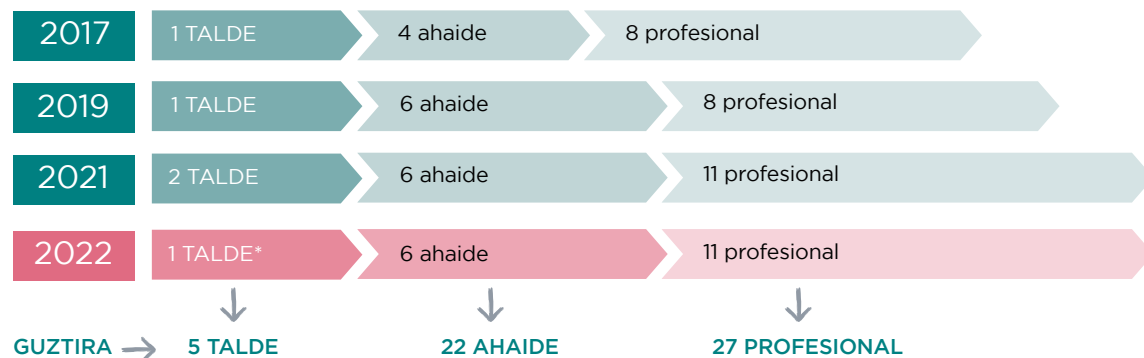 2017 1 TALDE 4 ahaide 8 profesional
2019 1 TALDE 6 ahaide 8 profesional
2021 2 TALDE 6 ahaide 11 profesional
2022 1 TALDE* 6 ahaide 11 profesional
GUZTIRA 5 TALDE 22 AHAIDE 27 PROFESIONAL